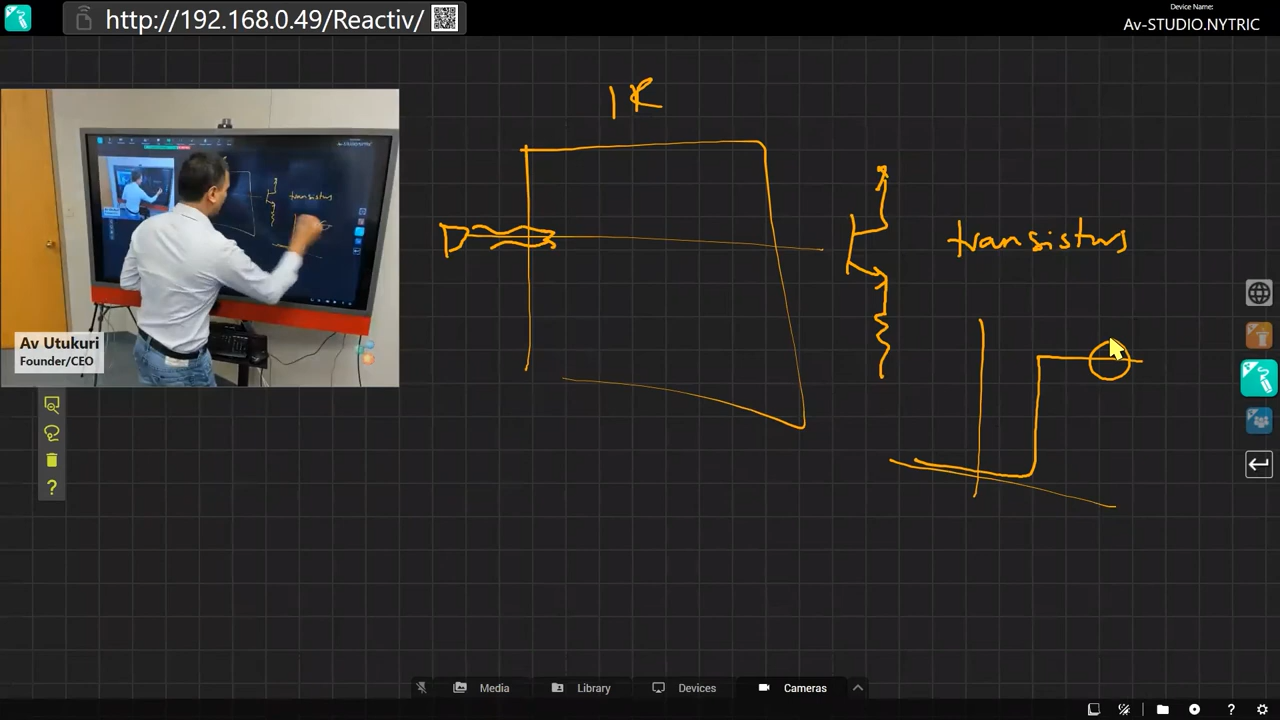 http://192.168.0.49/Reactiv/
Device Name:
Av-STUDIO.NYTRIC
1K
transistors
transistors
Av Utukuri
Founder/CEO
?
Media
Library
Devices
Cameras
?